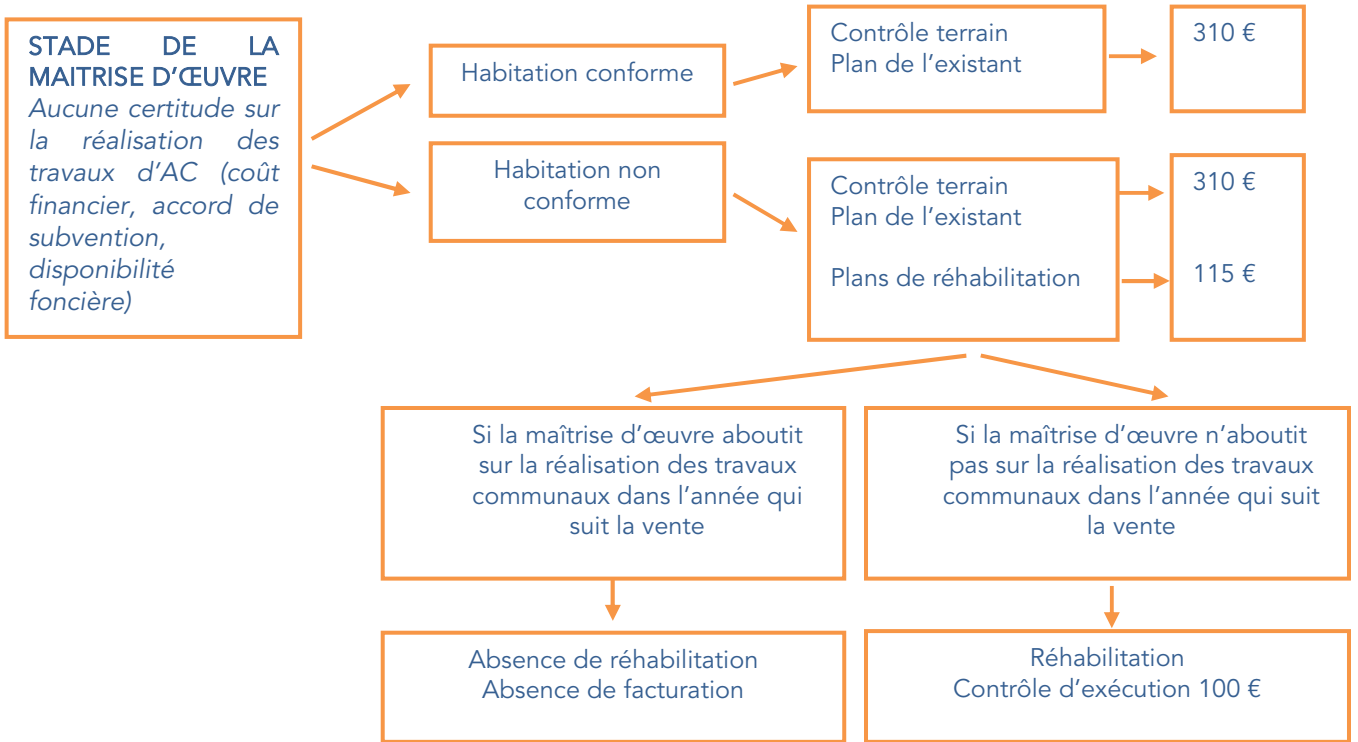 STADE DE LA
MAITRISE D'ŒUVRE
Aucune certitude sur
la réalisation des
travaux d'AC (coût
financier, accord de
subvention,
disponibilité
foncière)
Habitation conforme
Contrôle terrain
Plan de l'existant
310 €
Habitation non
conforme
Contrôle terrain
Plan de l'existant
310 €
Plans de réhabilitation
115 €
Si la maîtrise d'œuvre aboutit
sur la réalisation des travaux
communaux dans l'année qui
suit la vente
Si la maîtrise d'œuvre n'aboutit
pas sur la réalisation des travaux
communaux dans l'année qui suit
la vente
Absence de réhabilitation
Absence de facturation
Réhabilitation
Contrôle d'exécution 100 €